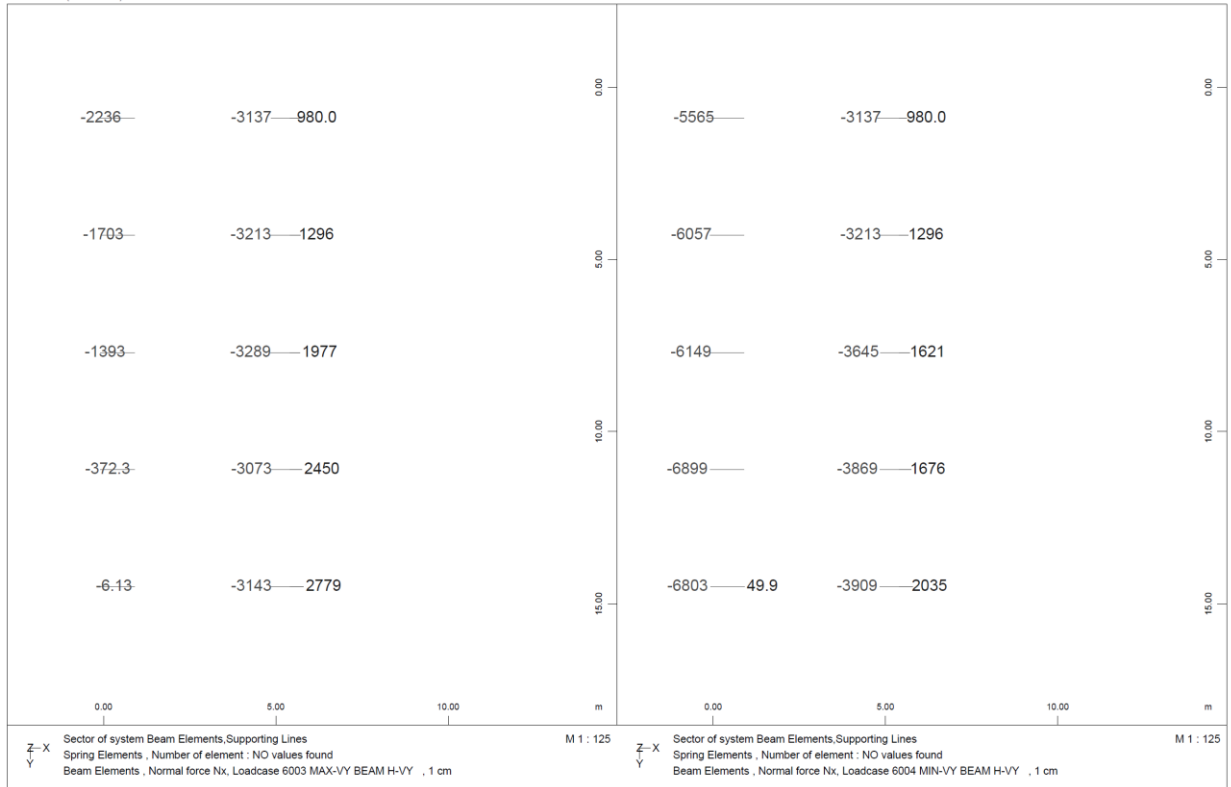 0.00
-2236 -3137 980.0
-1703 -3213 1296
5.00
-1393 -3289 1977
10.00
-372.3 -3073 2450
-6.13 -3143 2779
15.00
0.00 5.00 10.00 m
Z X Y
Sector of system Beam Elements,Supporting Lines M 1 : 125
Spring Elements , Number of element : NO values found
Beam Elements , Normal force Nx, Loadcase 6003 MAX-VY BEAM H-VY , 1 cm
0.00
-5565 -3137 980.0
-6057 -3213 1296
5.00
-6149 -3645 1621
10.00
-6899 -3869 1676
-6803 49.9 -3909 2035
15.00
0.00 5.00 10.00 m
Z X Y
Sector of system Beam Elements,Supporting Lines M 1 : 125
Spring Elements , Number of element : NO values found
Beam Elements , Normal force Nx, Loadcase 6004 MIN-VY BEAM H-VY , 1 cm